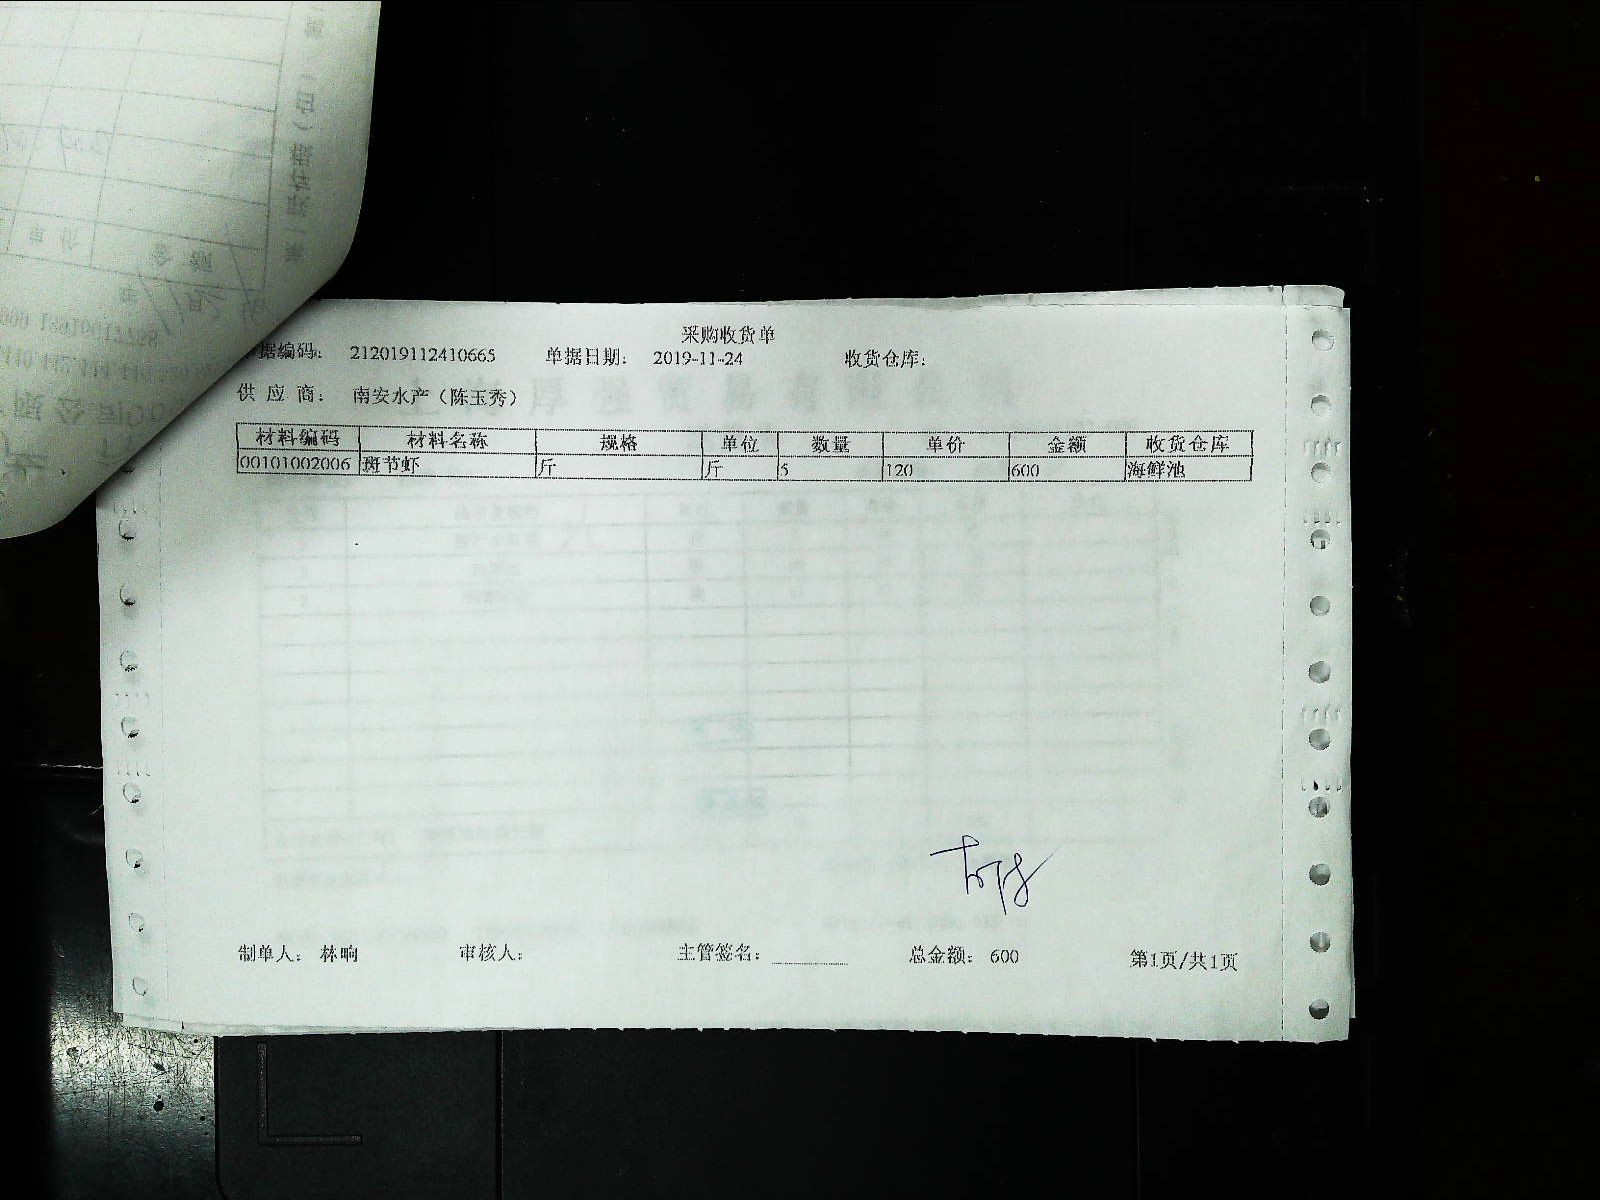 采购收货单
据编码: 212019112410665 单据日期: 2019-11-24 收货仓库:
供应商: 南安水产（陈玉秀）
材料编码 材料名称 规格 单位 数量 单价 金额 收货仓库
00101002006 斑节虾 斤 斤 5 120 600 海鲜池
制单人: 林响 审核人: 主管签名: 总金额: 600 第1页/共1页